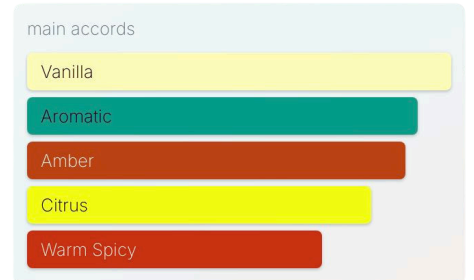 main accords
Vanilla
Aromatic
Amber
Citrus
Warm Spicy